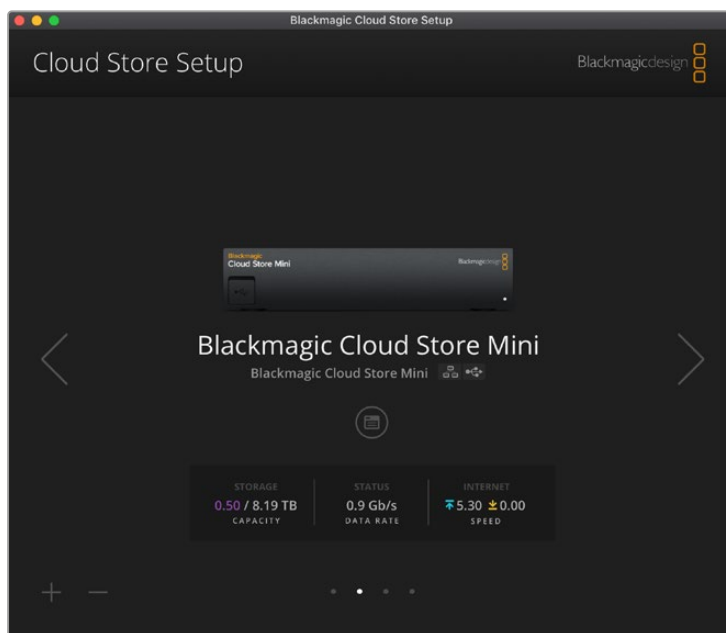 Blackmagic Cloud Store Setup
Cloud Store Setup
Blackmagicdesign
Blackmagic
Cloud Store Mini
Blackmagicdesign
Blackmagic Cloud Store Mini
Blackmagic Cloud Store Mini
STORAGE STATUS INTERNET
0.50 / 8.19 TB 0.9 Gb/s 5.30 0.00
CAPACITY DATA RATE SPEED